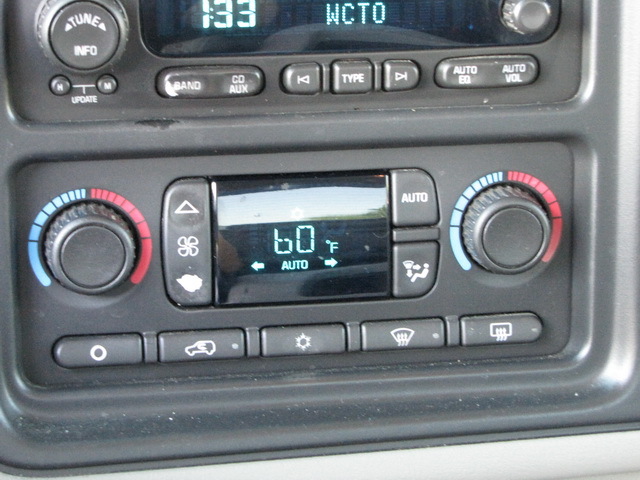 TUNE
1:33 WCTO
INFO
H M
UPDATE
BAND CD AUX
TYPE
AUTO EQ AUTO VOL
AUTO
60 °F
AUTO